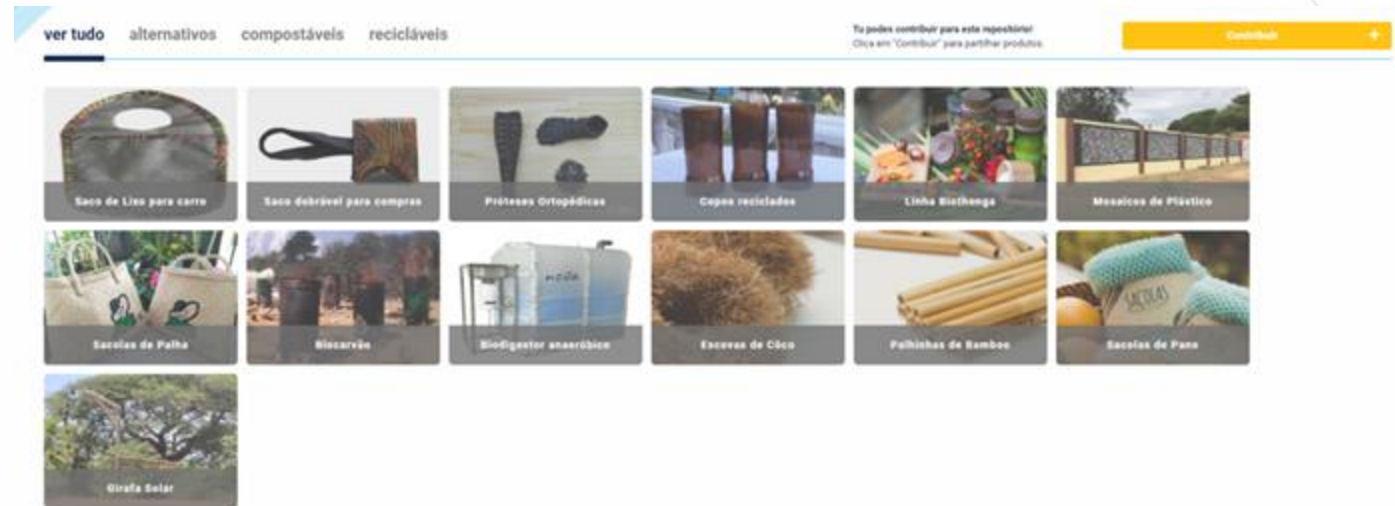 ver tudo alternativos compostáveis recicláveis
Tu podes contribuir para este repositório!
Clica em "Contribuir" para partilhar produtos.
Contribuir +
Saco de Lixo para carro
Saco dobrável para compras
Próteses Ortopédicas
Copos reciclados
Linha Biothonga
Mosaicos de Plástico
Sacolas de Palha
Biocarvão
Biodigestor anaeróbico
Escovas de Côco
Palhinhas de Bamboo
SACOLAS
Sacolas de Pano
Girafa Solar